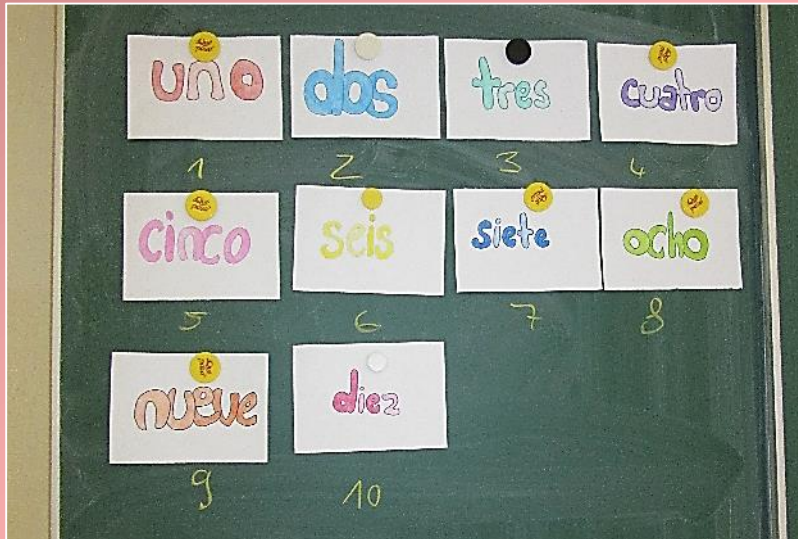 uno dos tres cuatro
1 2 3 4
cinco seis siete ocho
5 6 7 8
nueve diez
9 10